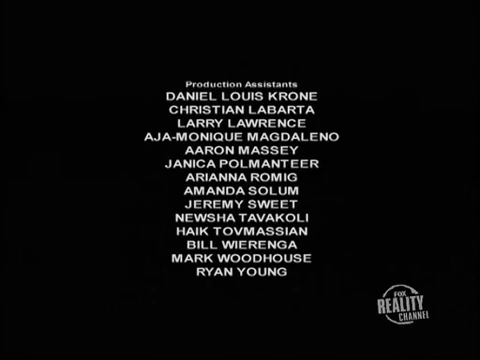 Production Assistants
DANIEL LOUIS KRONE
CHRISTIAN LABARTA
LARRY LAWRENCE
AJA-MONIQUE MAGDALENO
AARON MASSEY
JANICA POLMANTEER
ARIANNA ROMIG
AMANDA SOLUM
JEREMY SWEET
NEWSHA TAVAKOLI
HAIK TOVMASSIAN
BILL WIERENGA
MARK WOODHOUSE
RYAN YOUNG
FOX
REALITY
CHANNEL